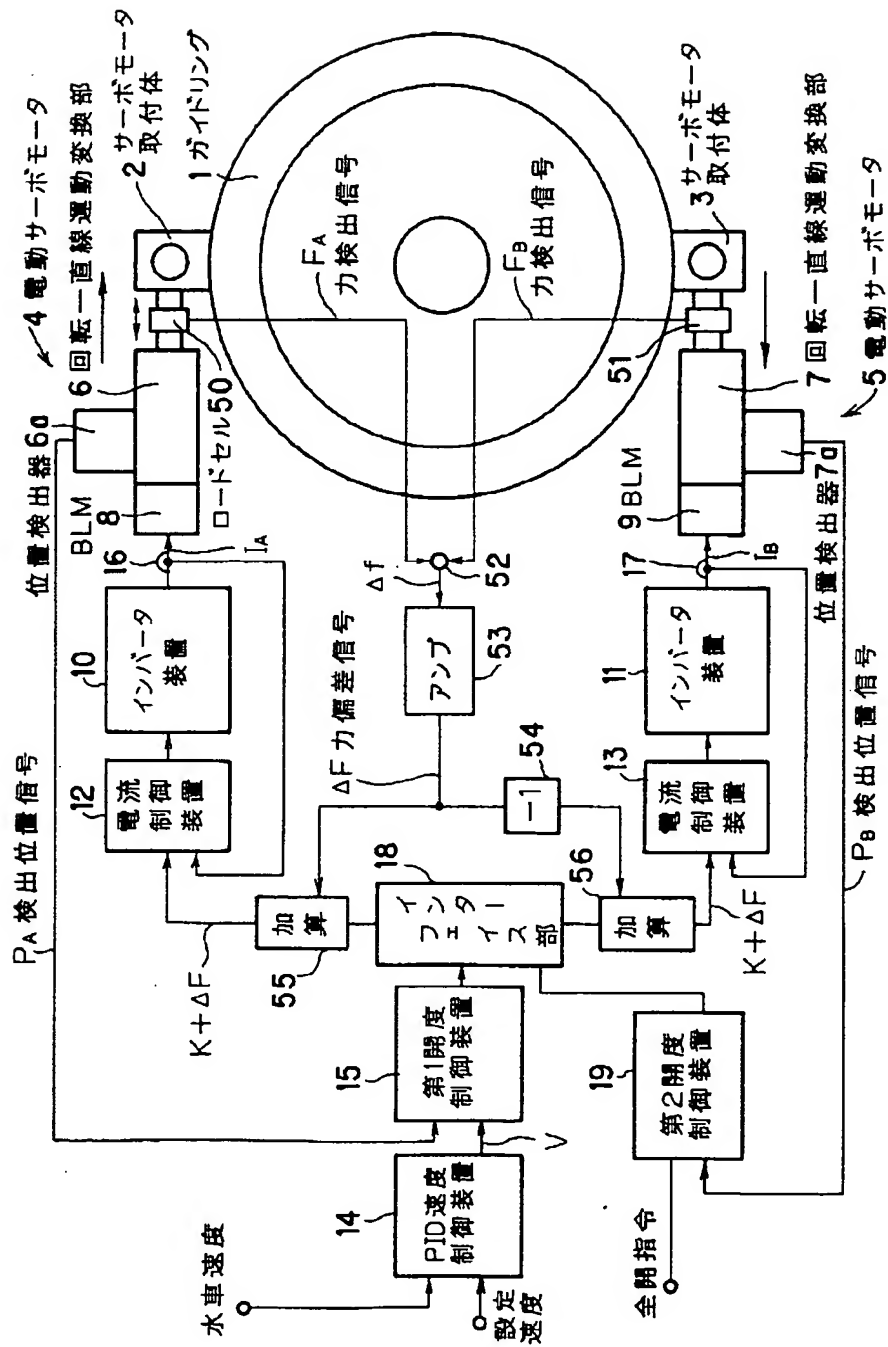 水車速度
設定
速度
14
PID速度
制御装置
V
15
第1開度
制御装置
全開指令
19
第2開度
制御装置
18
インター
フェイス部
PA 検出位置信号
K+ΔF
55
加算
56
加算
K+ΔF
54
-1
ΔF 力偏差信号
アンプ
53
Δf
52
12
電流
制御
装置
10
インバータ
装置
16
IA
BLM
8
位置検出器 6a
6 回転—直線運動変換部
4 電動サーボモータ
ロードセル 50
2 サーボモータ
取付体
1 ガイドリング
FA
力検出信号
FB
力検出信号
3 サーボモータ
取付体
51
7 回転—直線運動変換部
5 電動サーボモータ
9 BLM
位置検出器 7a
17
IB
11
インバータ
装置
13
電流
制御
装置
PB 検出位置信号